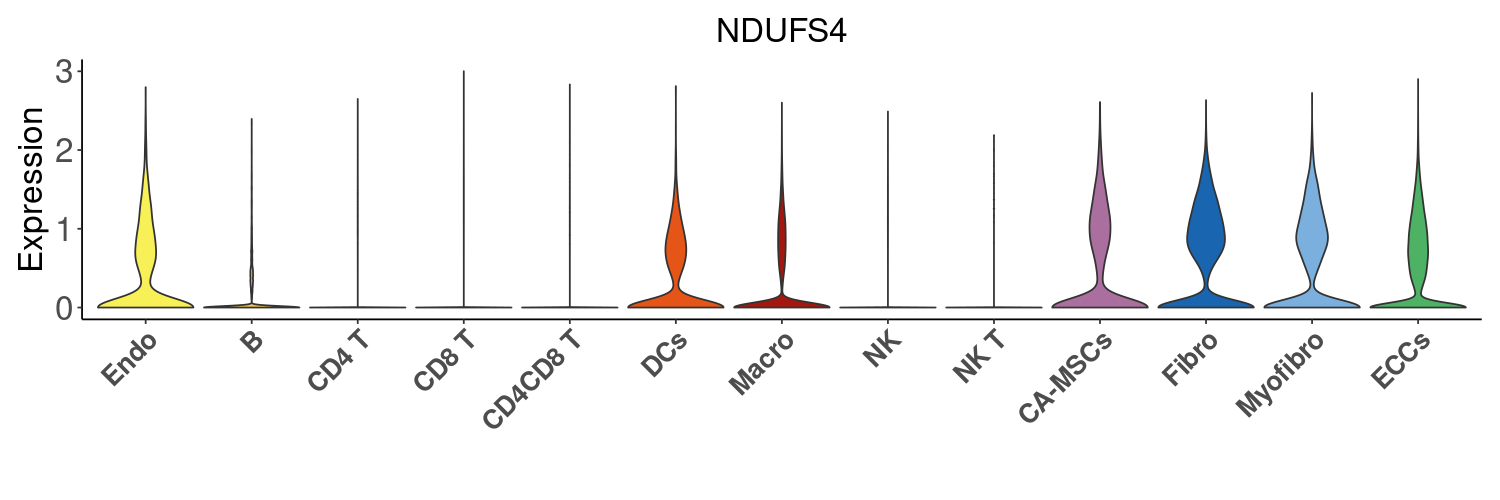 NDUFS4
Expression
3
2
1
0
Endo
B
CD4 T
CD8 T
CD4CD8 T
DCs
Macro
NK
NK T
CA-MSCs
Fibro
Myofibro
ECCs